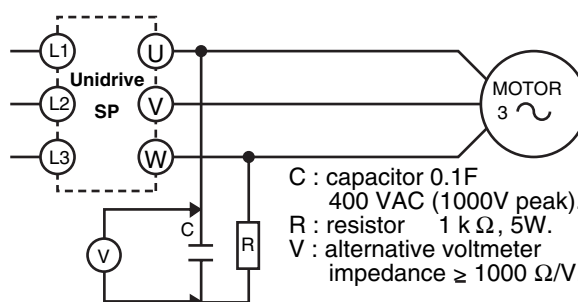 L1
U
Unidrive
SP
L2
V
L3
W
MOTOR
3
C
R
V
C : capacitor 0.1F
400 VAC (1000V peak).
R : resistor 1 k Ω, 5W.
V : alternative voltmeter
impedance ≥ 1000 Ω/V